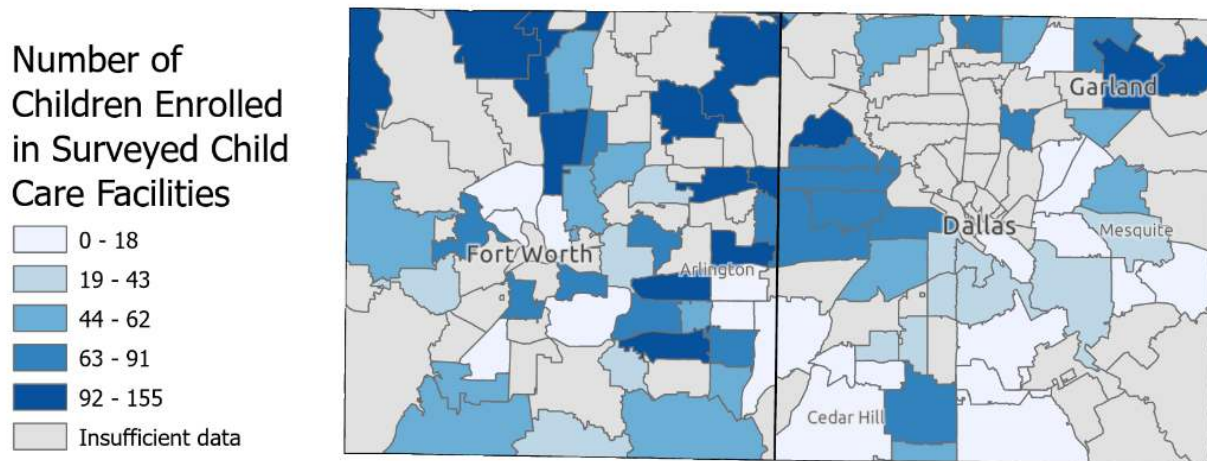 Number of
Children Enrolled
in Surveyed Child
Care Facilities
0 - 18
19 - 43
44 - 62
63 - 91
92 - 155
Insufficient data
Garland
Dallas
Mesquite
Fort Worth
Arlington
Cedar Hill